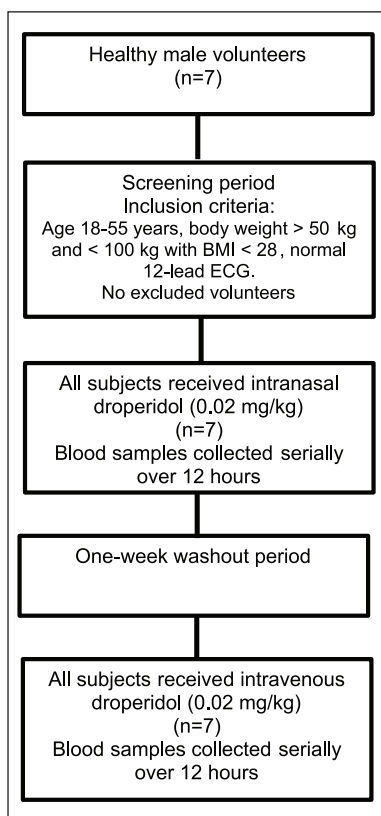 Healthy male volunteers
(n=7)
Screening period
Inclusion criteria:
Age 18-55 years, body weight > 50 kg
and < 100 kg with BMI < 28, normal
12-lead ECG.
No excluded volunteers
All subjects received intranasal
droperidol (0.02 mg/kg)
(n=7)
Blood samples collected serially
over 12 hours
One-week washout period
All subjects received intravenous
droperidol (0.02 mg/kg)
(n=7)
Blood samples collected serially
over 12 hours